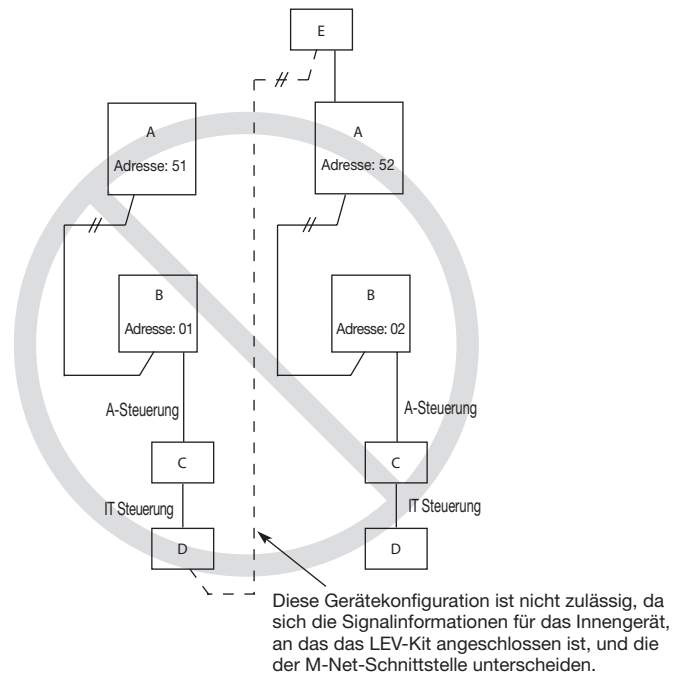 E
A
Adresse: 51
A
Adresse: 52
B
Adresse: 01
B
Adresse: 02
A-Steuerung
A-Steuerung
C
C
IT Steuerung
IT Steuerung
D
D
Diese Gerätekonfiguration ist nicht zulässig, da
sich die Signalinformationen für das Innengerät,
an das das LEV-Kit angeschlossen ist, und die
der M-Net-Schnittstelle unterscheiden.